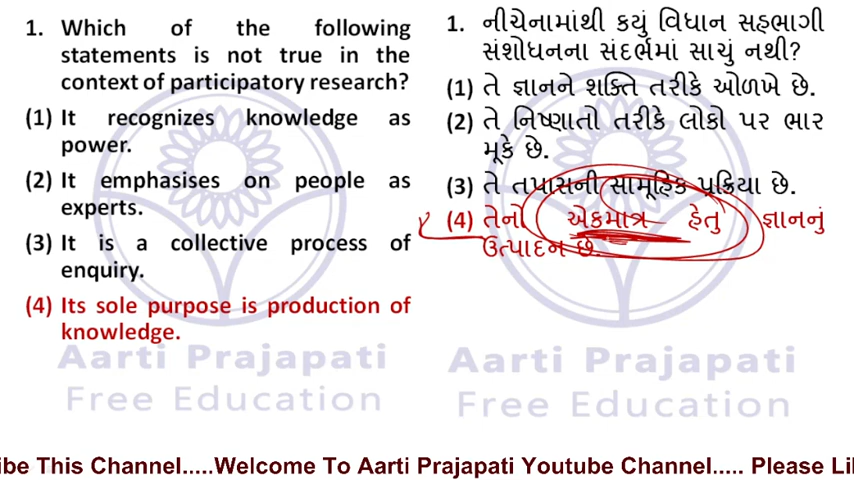 1. Which of the following
statements is not true in the
context of participatory research?
(1) It recognizes knowledge as
power.
(2) It emphasises on people as
experts.
(3) It is a collective process of
enquiry.
(4) Its sole purpose is production of
knowledge.
1. નીચેનામાંથી કયું વિધાન સહભાગી
સંશોધનના સંદર્ભમાં સાચું નથી?
(1) તે જ્ઞાનને શક્તિ તરીકે ઓળખે છે.
(2) તે નિષ્ણાતો તરીકે લોકો પર ભાર
મૂકે છે.
(3) તે તપાસની સામૂહિક પ્રક્રિયા છે.
(4) તેનો એકમાત્ર હેતુ જ્ઞાનનું
ઉત્પાદન છે.
Aarti Prajapati
Free Education
Aarti Prajapati
Free Education
ibe This Channel.....Welcome To Aarti Prajapati Youtube Channel..... Please Lil